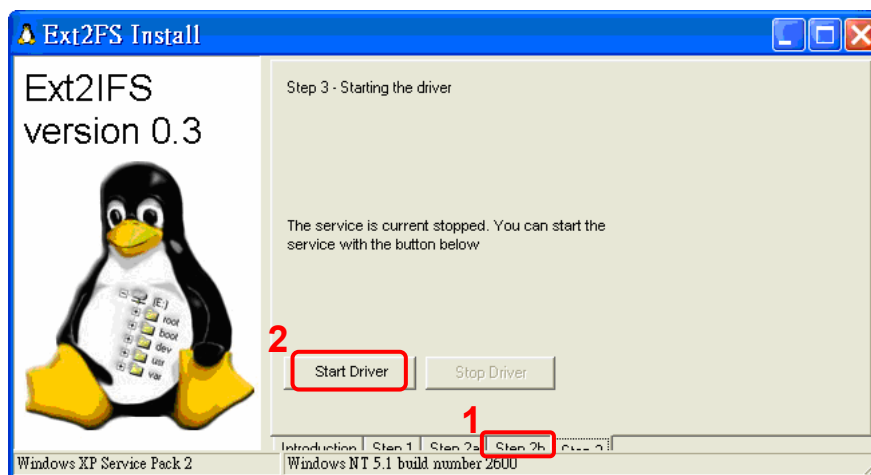 Ext2FS Install
Ext2IFS
version 0.3
Step 3 - Starting the driver
The service is current stopped. You can start the
service with the button below
(E:)
root
boot
dev
usr
var
2
Start Driver
Stop Driver
1
Introduction
Step 1
Step 2a
Step 2b
Step 3
Windows XP Service Pack 2
Windows NT 5.1 build number 2600